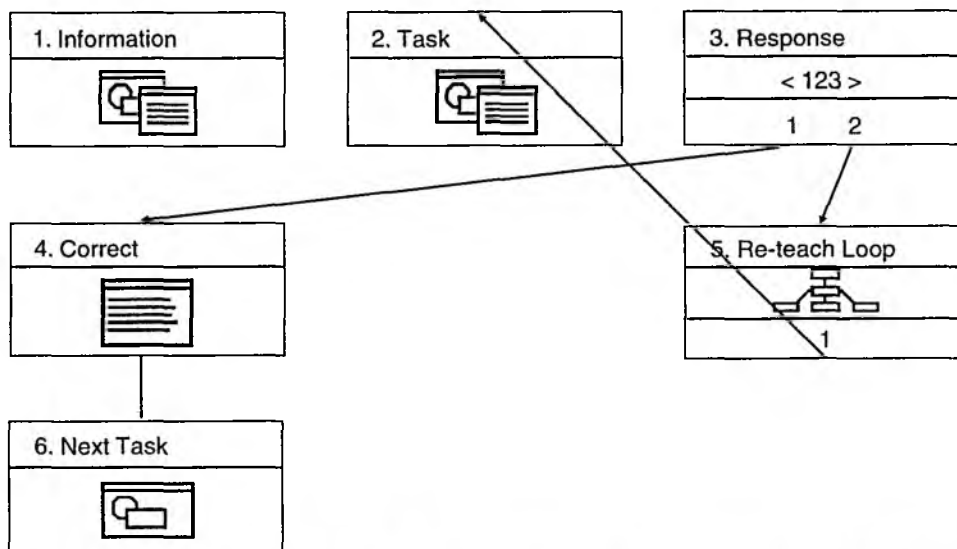 1. Information
2. Task
3. Response
< 123 >
1 2
4. Correct
5. Re-teach Loop
1
6. Next Task